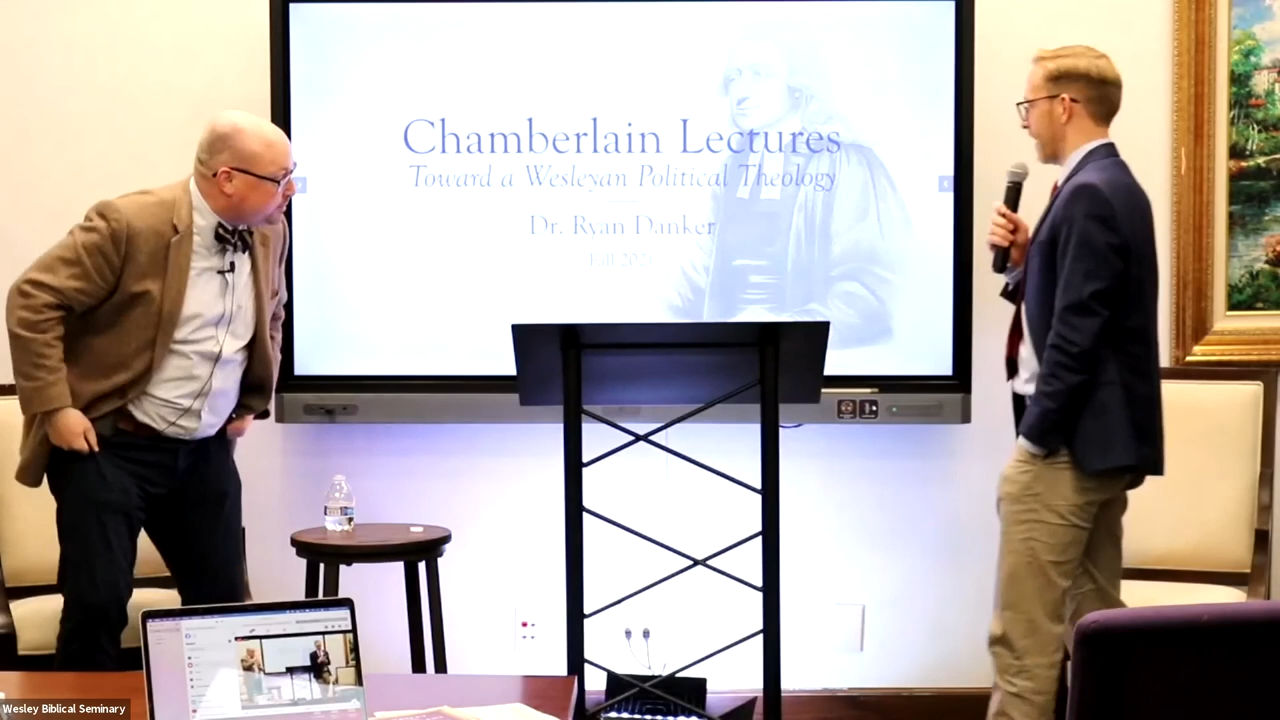 Chamberlain Lectures
Toward a Wesleyan Political Theology
Dr. Ryan Danker
Wesley Biblical Seminary